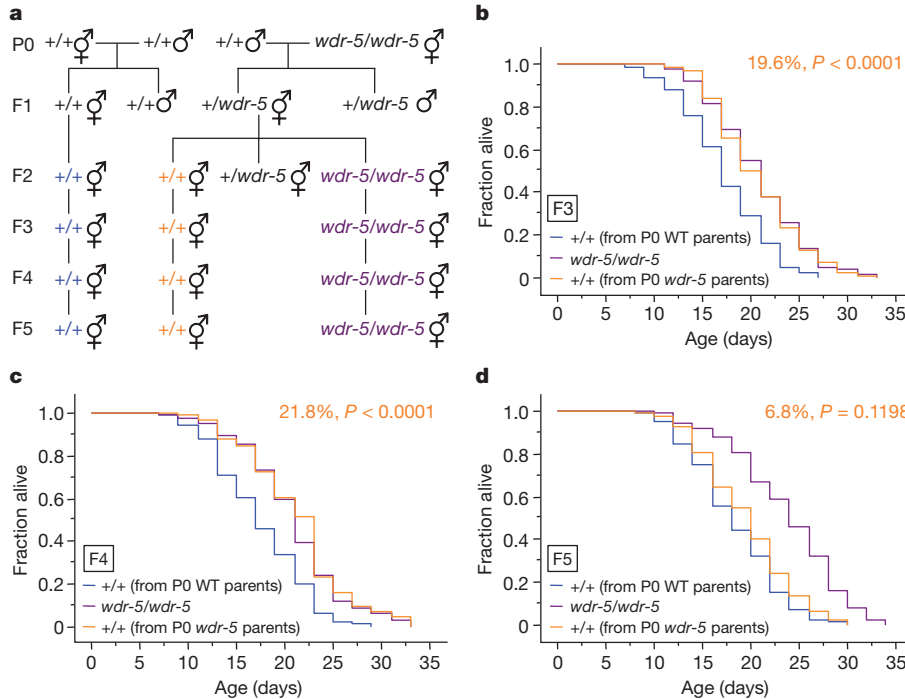 a
P0 +/+ +/+ +/+ wdr-5/wdr-5
F1 +/+ +/+ +/wdr-5 +/wdr-5
F2 +/+ +/+ +/wdr-5 wdr-5/wdr-5
F3 +/+ +/+ wdr-5/wdr-5
F4 +/+ +/+ wdr-5/wdr-5
F5 +/+ +/+ wdr-5/wdr-5
b
19.6%, P < 0.0001
Fraction alive
1.0
0.8
0.6
0.4
0.2
0
F3
+/+ (from P0 WT parents)
wdr-5/wdr-5
+/+ (from P0 wdr-5 parents)
0 5 10 15 20 25 30 35
Age (days)
c
21.8%, P < 0.0001
Fraction alive
1.0
0.8
0.6
0.4
0.2
0
F4
+/+ (from P0 WT parents)
wdr-5/wdr-5
+/+ (from P0 wdr-5 parents)
0 5 10 15 20 25 30 35
Age (days)
d
6.8%, P = 0.1198
Fraction alive
1.0
0.8
0.6
0.4
0.2
0
F5
+/+ (from P0 WT parents)
wdr-5/wdr-5
+/+ (from P0 wdr-5 parents)
0 5 10 15 20 25 30 35
Age (days)